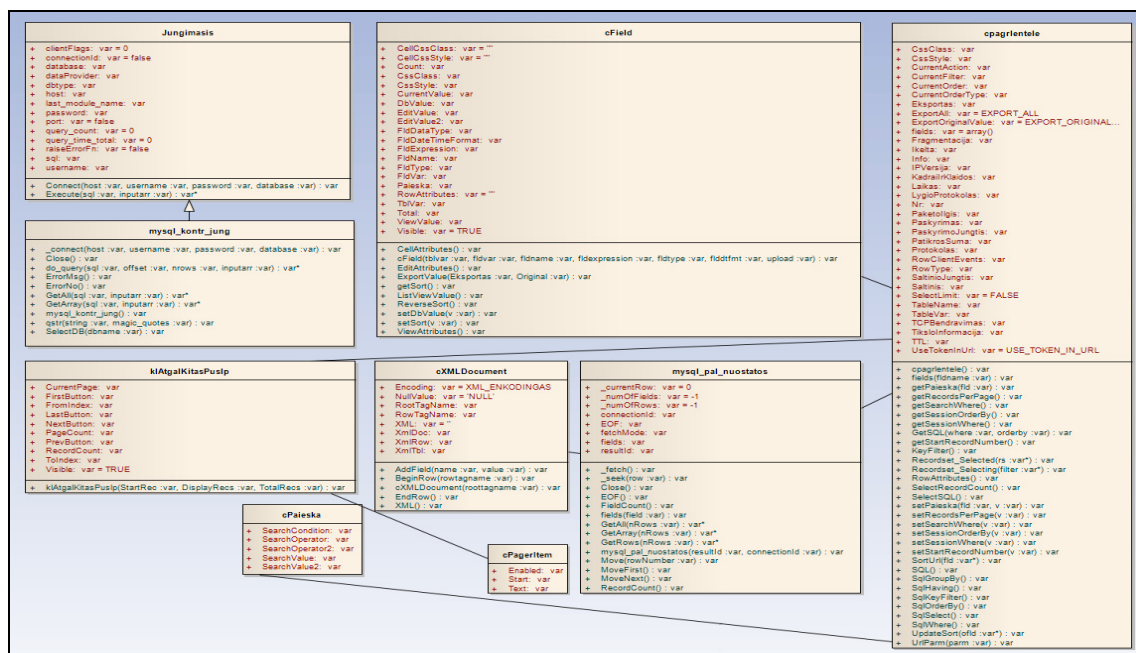 Jungimasis
+ clientFlags: var = 0
+ connectionId: var = false
+ database: var
+ dataProvider: var
+ dbtype: var
+ host: var
+ last_module_name: var
+ password: var
+ port: var = false
+ query_count: var = 0
+ query_time_total: var = 0
+ raiseErrorFn: var = false
+ sql: var
+ username: var
+ Connect(host :var, username :var, password :var, database :var) : var
+ Execute(sql :var, inputarr :var) : var*
mysql_kontr_jung
+ _connect(host :var, username :var, password :var, database :var) : var
+ Close() : var
+ do_query(sql :var, offset :var, nrows :var, inputarr :var) : var*
+ ErrorMsg() : var
+ ErrorNo() : var
+ GetAll(sql :var, inputarr :var) : var*
+ GetArray(sql :var, inputarr :var) : var*
+ mysql_kontr_jung()
+ qstr(string :var, magic_quotes :var) : var
+ SelectDB(dbname :var) : var
cField
+ CellCssClass: var = ""
+ CellCssStyle: var = ""
+ Count: var
+ CssClass: var
+ CssStyle: var
+ CurrentValue: var
+ DbValue: var
+ EditValue: var
+ EditValue2: var
+ FldDataType: var
+ FldDateTimeFormat: var
+ FldExpression: var
+ FldName: var
+ FldType: var
+ FldVar: var
+ Paieska: var
+ RowAttributes: var = ""
+ TblVar: var
+ Total: var
+ ViewValue: var
+ Visible: var = TRUE
+ CellAttributes() : var
+ cField(tblvar :var, fldvar :var, fldname :var, fldexpression :var, fldtype :var, flddtfmt :var, upload :var) : var
+ EditAttributes() : var
+ ExportValue(Eksportas :var, Original :var) : var
+ getSort() : var
+ ListViewValue() : var
+ ReverseSort() : var
+ setDbValue(v :var) : var
+ setSort(v :var) : var
+ ViewAttributes() : var
cpagrlentele
+ CssClass: var
+ CssStyle: var
+ CurrentAction: var
+ CurrentFilter: var
+ CurrentOrder: var
+ CurrentOrderType: var
+ Eksportas: var
+ ExportAll: var = EXPORT_ALL
+ ExportOriginalValue: var = EXPORT_ORIGINAL...
+ fields: var = array()
+ Fragmentacija: var
+ Ikelta: var
+ Info: var
+ IPVersija: var
+ KadraiIrKlaidos: var
+ Laikas: var
+ LygioProtokolas: var
+ Nr: var
+ PaketoIlgis: var
+ Paskyrimas: var
+ PaskyrimoJungtis: var
+ PatikrosSuma: var
+ Protokolas: var
+ RowClientEvents: var
+ RowType: var
+ SaltinioJungtis: var
+ Saltinis: var
+ SelectLimit: var = FALSE
+ TableName: var
+ TableVar: var
+ TCPBendravimas: var
+ TiksloInformacija: var
+ TTL: var
+ UseTokenInUrl: var = USE_TOKEN_IN_URL
+ cpagrlentele() : var
+ fields(fldname :var) : var
+ getPaieska(fld :var) : var
+ getRecordsPerPage() : var
+ getSearchWhere() : var
+ getSessionOrderBy() : var
+ getSessionWhere() : var
+ GetSQL(where :var, orderby :var) : var
+ getStartRecordNumber() : var
+ KeyFilter() : var
+ Recordset_Selected(rs :var*) : var
+ Recordset_Selecting(filter :var*) : var
+ RowAttributes() : var
+ SelectRecordCount() : var
+ SelectSQL() : var
+ setPaieska(fld :var, v :var) : var
+ setRecordsPerPage(v :var) : var
+ setSearchWhere(v :var) : var
+ setSessionOrderBy(v :var) : var
+ setSessionWhere(v :var) : var
+ setStartRecordNumber(v :var) : var
+ SortUrl(fld :var*) : var
+ SQL() : var
+ SqlGroupBy() : var
+ SqlHaving() : var
+ SqlKeyFilter() : var
+ SqlOrderBy() : var
+ SqlSelect() : var
+ SqlWhere() : var
+ UpdateSort(ofld :var*) : var
+ UrlParm(parm :var) : var
klAtgalKitasPuslp
+ CurrentPage: var
+ FirstButton: var
+ FromIndex: var
+ LastButton: var
+ NextButton: var
+ PageCount: var
+ PrevButton: var
+ RecordCount: var
+ ToIndex: var
+ Visible: var = TRUE
+ klAtgalKitasPuslp(StartRec :var, DisplayRecs :var, TotalRecs :var) : var
cXMLDocument
+ Encoding: var = XML_ENKODINGAS
+ NullValue: var = 'NULL'
+ RootTagName: var
+ RowTagName: var
+ XML: var = ''
+ XmlDoc: var
+ XmlRow: var
+ XmlTbl: var
+ AddField(name :var, value :var) : var
+ BeginRow(rowtagname :var) : var
+ cXMLDocument(roottagname :var) : var
+ EndRow() : var
+ XML() : var
mysql_pal_nuostatos
+ _currentRow: var = 0
+ _numOfFields: var = -1
+ _numOfRows: var = -1
+ connectionId: var
+ EOF: var
+ fetchMode: var
+ fields: var
+ resultId: var
+ _fetch() : var
+ _seek(row :var) : var
+ Close() : var
+ EOF() : var
+ FieldCount() : var
+ fields(field :var) : var
+ GetAll(nRows :var) : var*
+ GetArray(nRows :var) : var*
+ GetRows(nRows :var) : var*
+ mysql_pal_nuostatos(resultId :var, connectionId :var) : var
+ Move(rowNumber :var) : var
+ MoveFirst() : var
+ MoveNext() : var
+ RecordCount() : var
cPaieska
+ SearchCondition: var
+ SearchOperator: var
+ SearchOperator2: var
+ SearchValue: var
+ SearchValue2: var
cPagerItem
+ Enabled: var
+ Start: var
+ Text: var